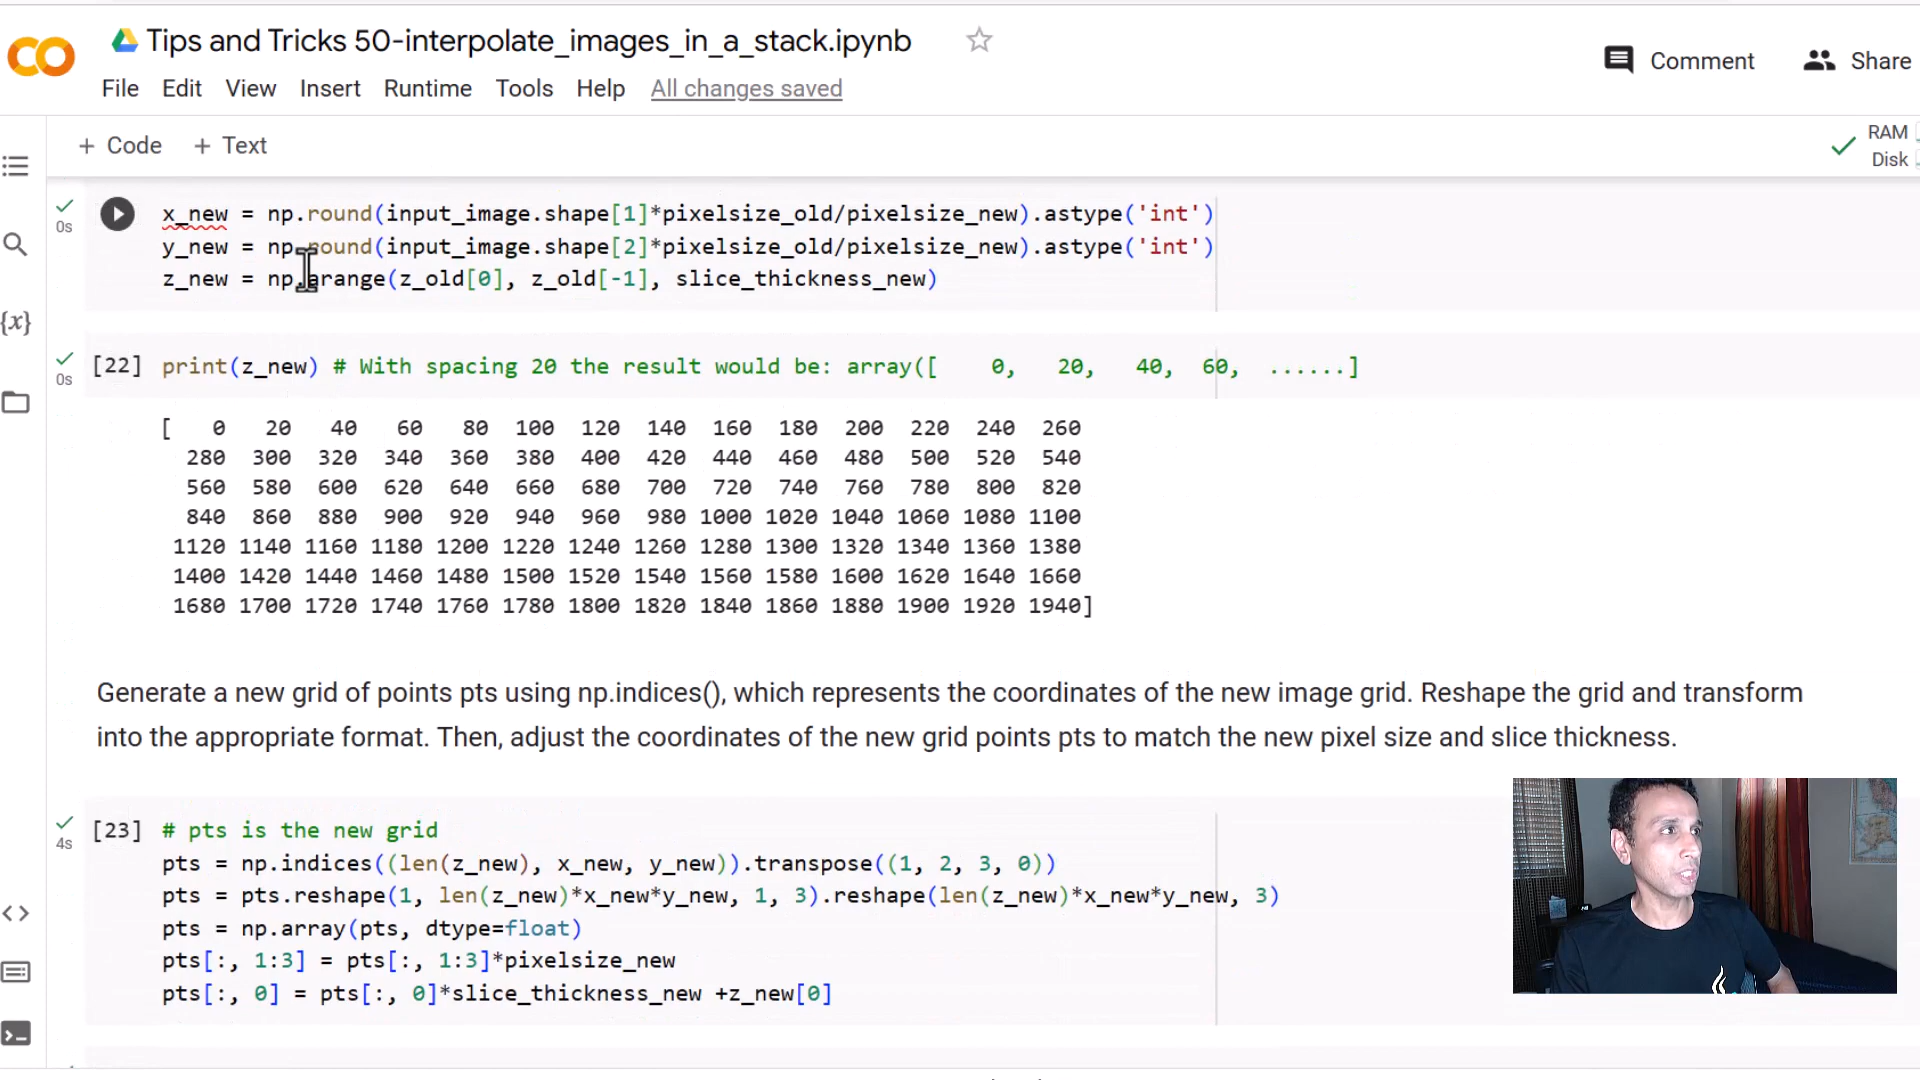 Tips and Tricks 50-interpolate_images_in_a_stack.ipynb
Comment
Share
File Edit View Insert Runtime Tools Help All changes saved
+ Code + Text
RAM
Disk
0s
x_new = np.round(input_image.shape[1]*pixelsize_old/pixelsize_new).astype('int')
y_new = np.round(input_image.shape[2]*pixelsize_old/pixelsize_new).astype('int')
z_new = np.arange(z_old[0], z_old[-1], slice_thickness_new)
{x}
0s
[22] print(z_new) # With spacing 20 the result would be: array([ 0, 20, 40, 60, ......]
[ 0 20 40 60 80 100 120 140 160 180 200 220 240 260
280 300 320 340 360 380 400 420 440 460 480 500 520 540
560 580 600 620 640 660 680 700 720 740 760 780 800 820
840 860 880 900 920 940 960 980 1000 1020 1040 1060 1080 1100
1120 1140 1160 1180 1200 1220 1240 1260 1280 1300 1320 1340 1360 1380
1400 1420 1440 1460 1480 1500 1520 1540 1560 1580 1600 1620 1640 1660
1680 1700 1720 1740 1760 1780 1800 1820 1840 1860 1880 1900 1920 1940]
Generate a new grid of points pts using np.indices(), which represents the coordinates of the new image grid. Reshape the grid and transform
into the appropriate format. Then, adjust the coordinates of the new grid points pts to match the new pixel size and slice thickness.
4s
[23] # pts is the new grid
pts = np.indices((len(z_new), x_new, y_new)).transpose((1, 2, 3, 0))
pts = pts.reshape(1, len(z_new)*x_new*y_new, 1, 3).reshape(len(z_new)*x_new*y_new, 3)
pts = np.array(pts, dtype=float)
pts[:, 1:3] = pts[:, 1:3]*pixelsize_new
pts[:, 0] = pts[:, 0]*slice_thickness_new +z_new[0]